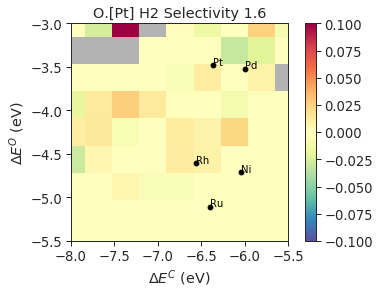 O.[Pt] H2 Selectivity 1.6
ΔE^O (eV)
−3.0
−3.5
−4.0
−4.5
−5.0
−5.5
Pt
Pd
Rh
Ni
Ru
−8.0 −7.5 −7.0 −6.5 −6.0 −5.5
ΔE^C (eV)
0.100
0.075
0.050
0.025
0.000
−0.025
−0.050
−0.075
−0.100